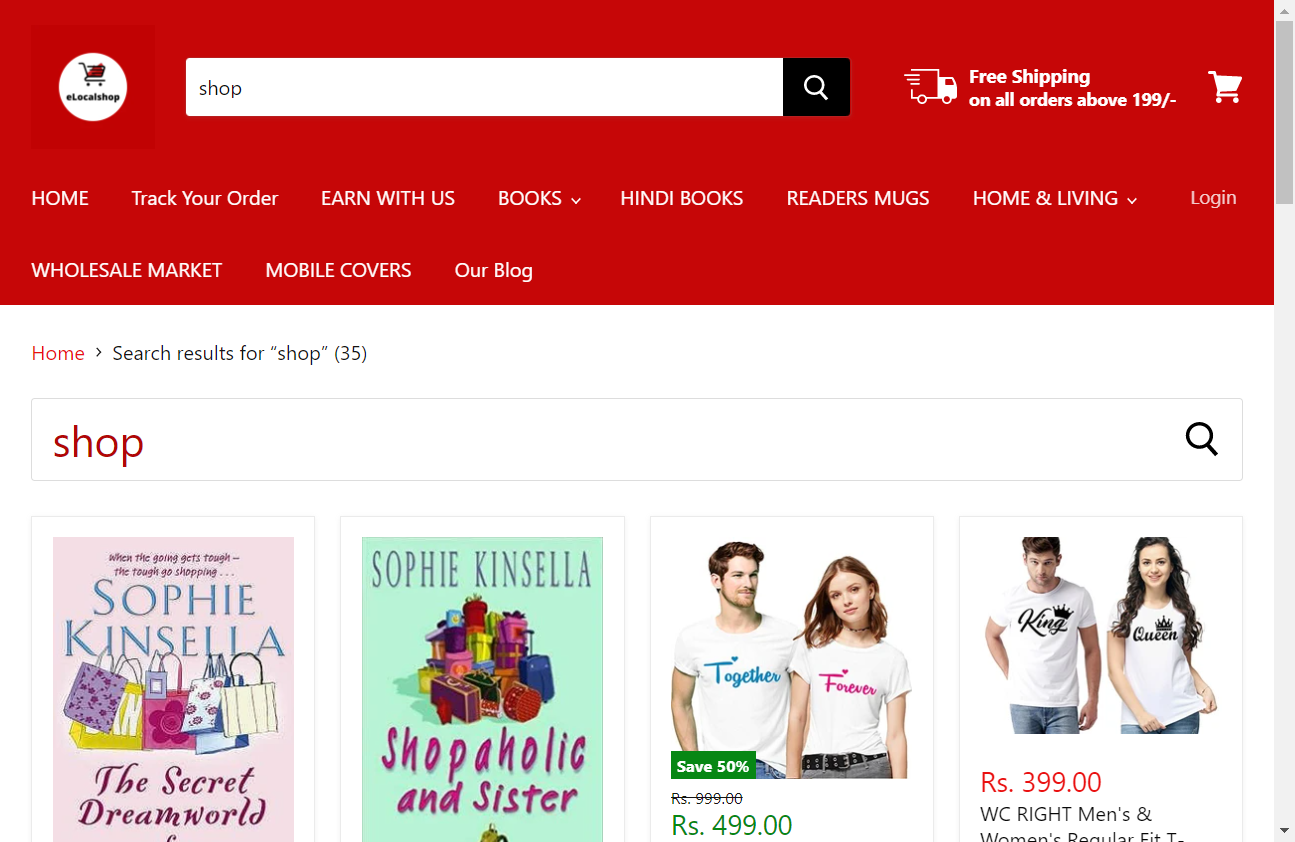 eLocalshop
shop
Free Shipping
on all orders above 199/-
HOME
Track Your Order
EARN WITH US
BOOKS
HINDI BOOKS
READERS MUGS
HOME & LIVING
Login
WHOLESALE MARKET
MOBILE COVERS
Our Blog
Home › Search results for “shop” (35)
shop
When the going gets tough –
the tough go shopping . . .
SOPHIE
KINSELLA
The Secret
Dreamworld
SOPHIE KINSELLA
Shopaholic
and Sister
Together
Forever
Save 50%
Rs. 999.00
Rs. 499.00
King
Queen
Rs. 399.00
WC RIGHT Men's &
Women's Regular Fit T-